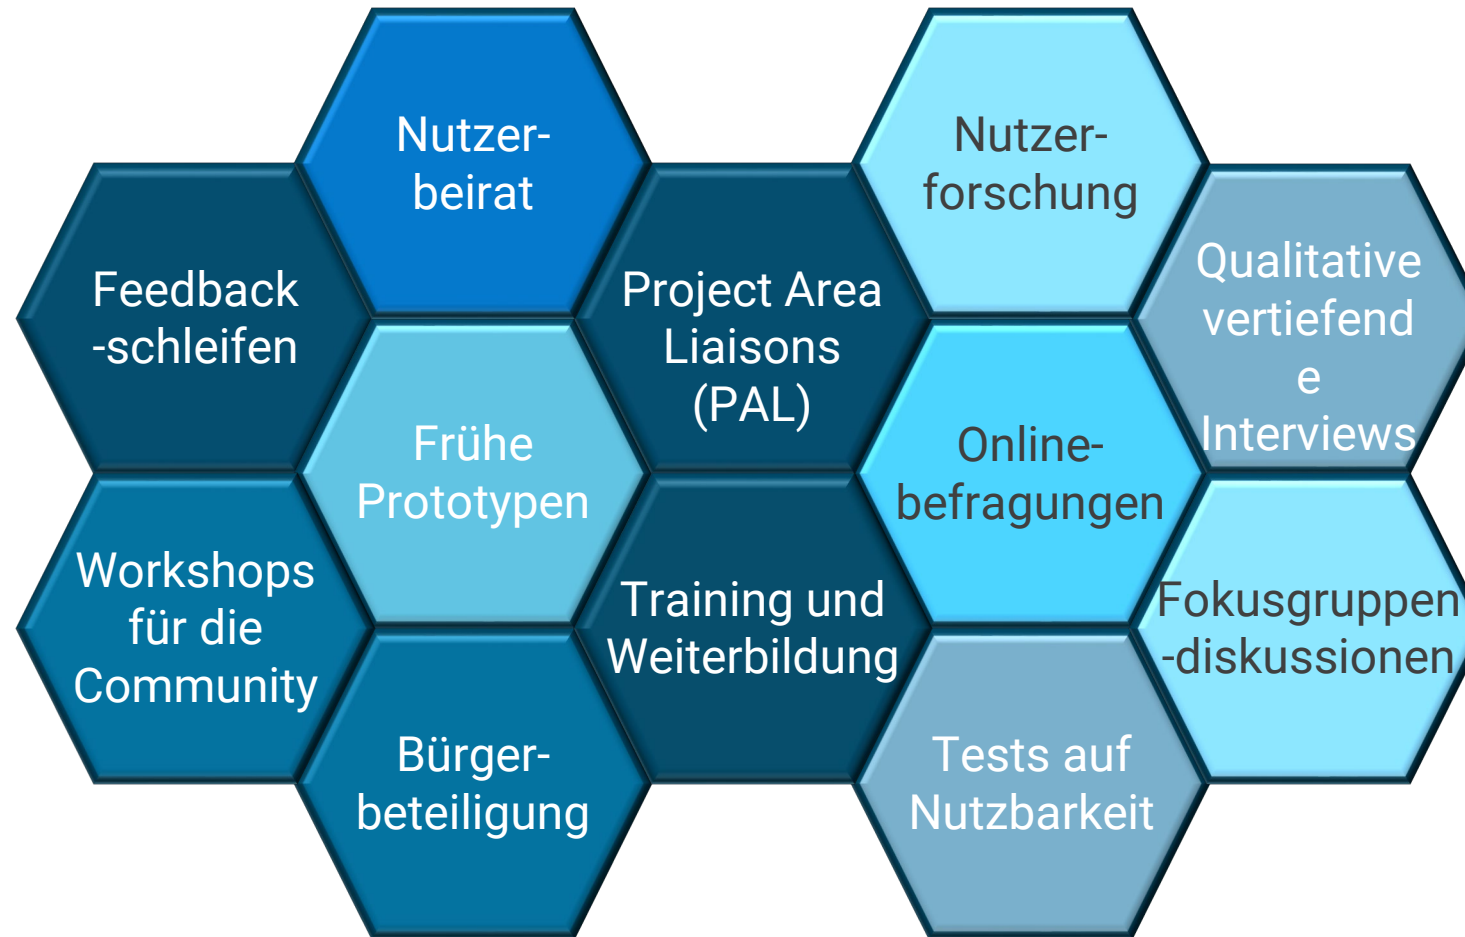 Nutzer-
beirat
Nutzer-
forschung
Feedback
-schleifen
Project Area
Liaisons
(PAL)
Qualitative
vertiefend
e
Interviews
Frühe
Prototypen
Online-
befragungen
Workshops
für die
Community
Training und
Weiterbildung
Fokusgruppen
-diskussionen
Bürger-
beteiligung
Tests auf
Nutzbarkeit